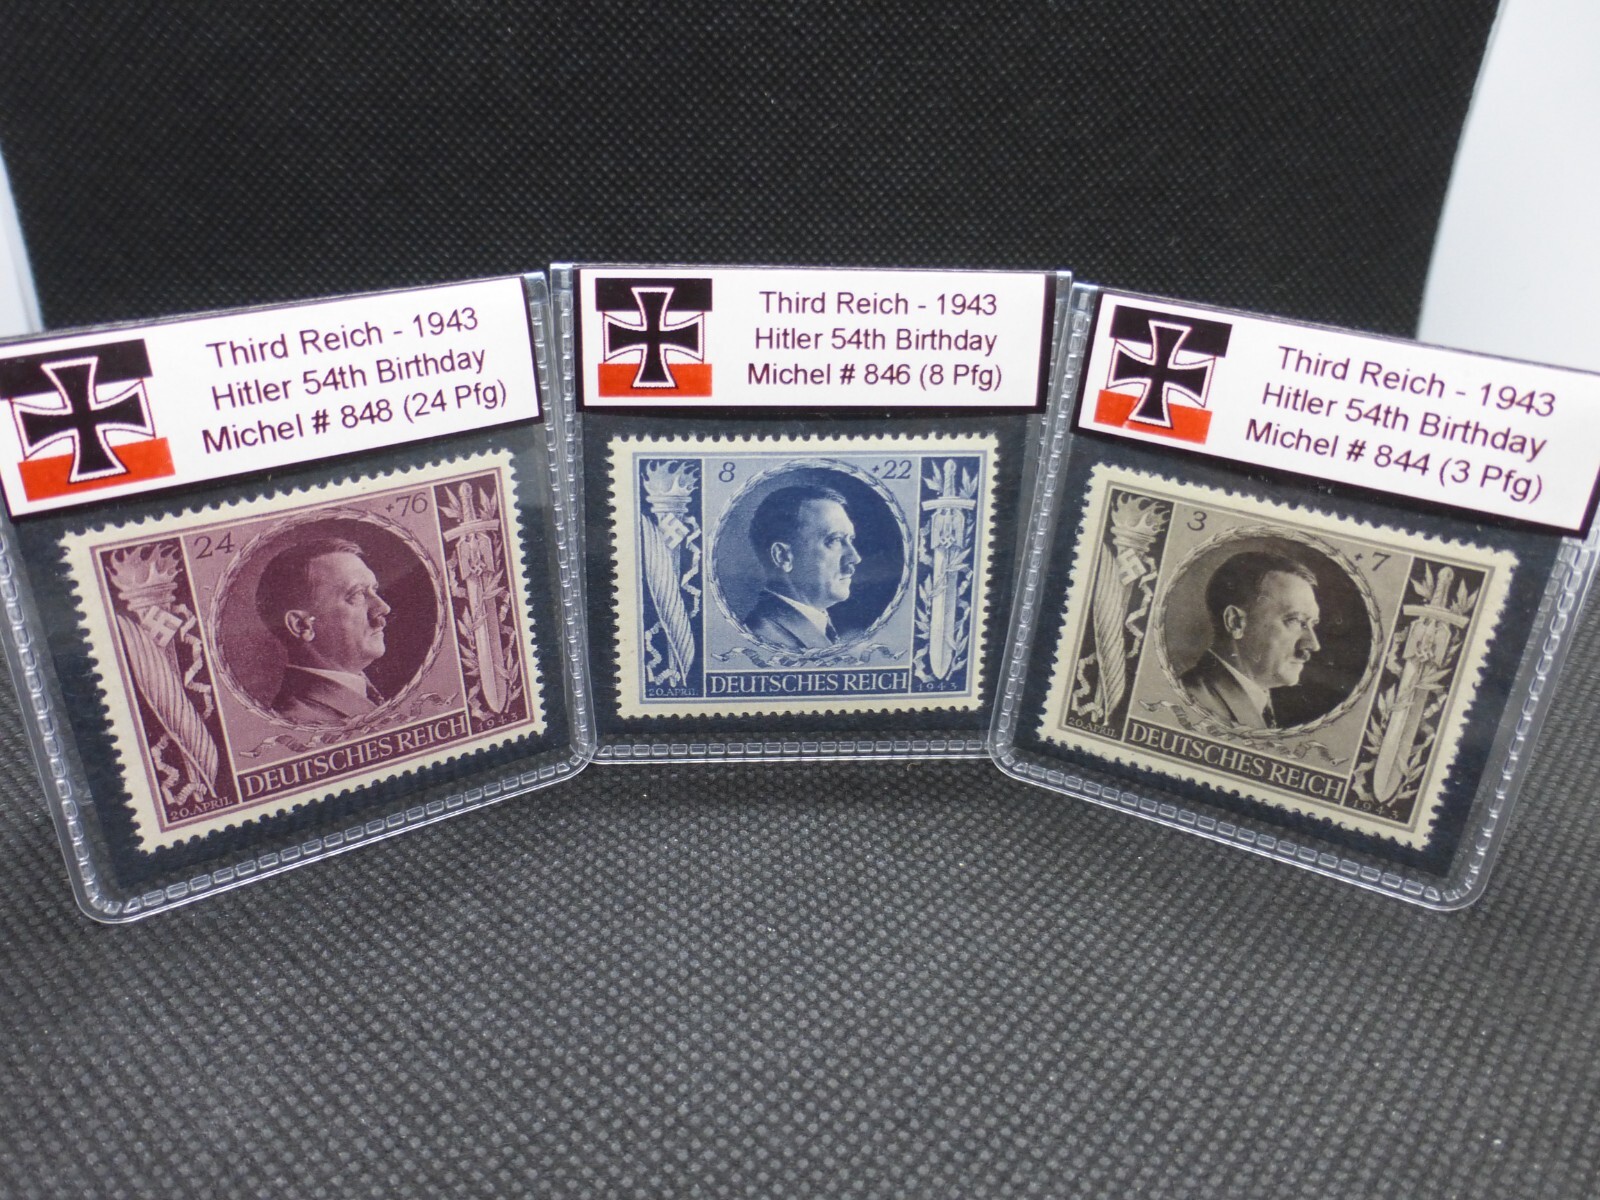 Third Reich - 1943
Hitler 54th Birthday
Michel # 848 (24 Pfg)
24
+76
20.APRIL
DEUTSCHES REICH
1943
Third Reich - 1943
Hitler 54th Birthday
Michel # 846 (8 Pfg)
8
+22
20.APRIL
DEUTSCHES REICH
1943
Third Reich - 1943
Hitler 54th Birthday
Michel # 844 (3 Pfg)
3
+7
20.APRIL
DEUTSCHES REICH
1943